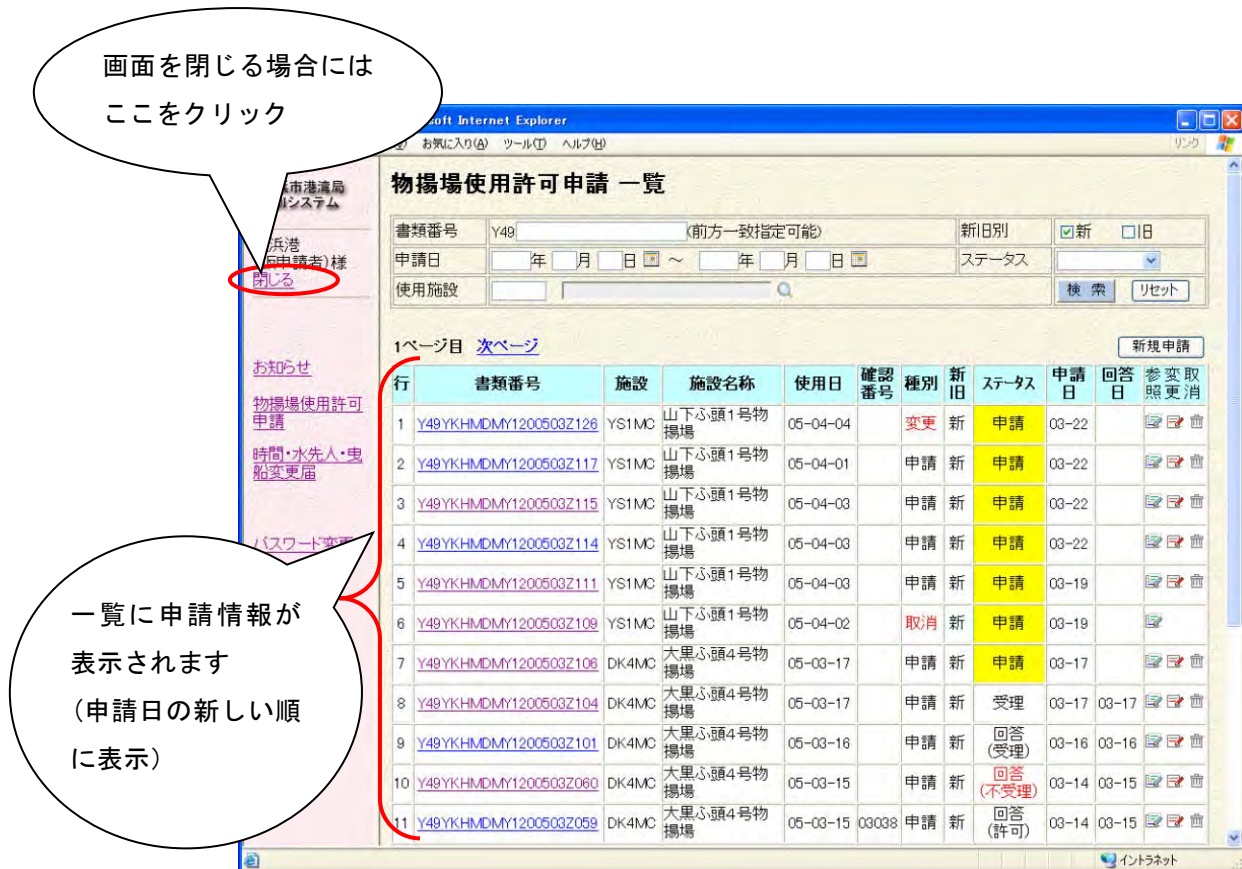 画面を閉じる場合には
ここをクリック
soft Internet Explorer
お気に入り(A) ツール(T) ヘルプ(H)
リンク
市港湾局
システム
浜港
申請者)様
閉じる
お知らせ
物揚場使用許可
申請
時間・水先人・曳
船変更届
パスワード変更
一覧に申請情報が
表示されます
(申請日の新しい順
に表示)
物揚場使用許可申請 一覧
書類番号 Y49 (前方一致指定可能) 新旧別 新 旧
申請日 年 月 日 ～ 年 月 日 ステータス
使用施設 検 索 リセット
1ページ目 次ページ 新規申請
行 書類番号 施設 施設名称 使用日 確認番号 種別 新旧 ステータス 申請日 回答日 参照 変更 取消
1 Y49YKHMDMY1200503Z126 YS1MC 山下ふ頭1号物揚場 05-04-04 変更 新 申請 03-22
2 Y49YKHMDMY1200503Z117 YS1MC 山下ふ頭1号物揚場 05-04-01 申請 新 申請 03-22
3 Y49YKHMDMY1200503Z115 YS1MC 山下ふ頭1号物揚場 05-04-03 申請 新 申請 03-22
4 Y49YKHMDMY1200503Z114 YS1MC 山下ふ頭1号物揚場 05-04-03 申請 新 申請 03-22
5 Y49YKHMDMY1200503Z111 YS1MC 山下ふ頭1号物揚場 05-04-03 申請 新 申請 03-19
6 Y49YKHMDMY1200503Z109 YS1MC 山下ふ頭1号物揚場 05-04-02 取消 新 申請 03-19
7 Y49YKHMDMY1200503Z106 DK4MC 大黒ふ頭4号物揚場 05-03-17 申請 新 申請 03-17
8 Y49YKHMDMY1200503Z104 DK4MC 大黒ふ頭4号物揚場 05-03-17 申請 新 受理 03-17 03-17
9 Y49YKHMDMY1200503Z101 DK4MC 大黒ふ頭4号物揚場 05-03-16 申請 新 回答(受理) 03-16 03-16
10 Y49YKHMDMY1200503Z060 DK4MC 大黒ふ頭4号物揚場 05-03-15 申請 新 回答(不受理) 03-14 03-15
11 Y49YKHMDMY1200503Z059 DK4MC 大黒ふ頭4号物揚場 05-03-15 03038 申請 新 回答(許可) 03-14 03-15
イントラネット